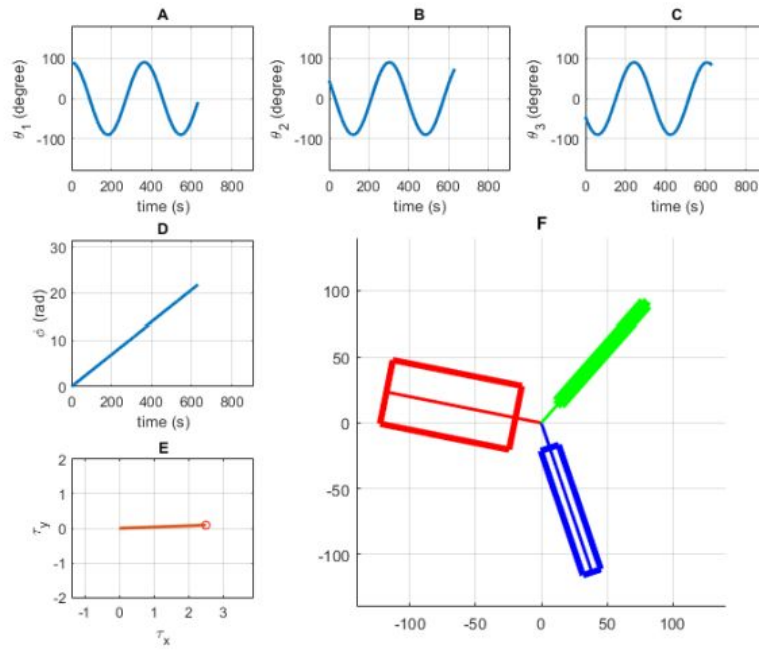 A
100
0
-100
θ₁ (degree)
0 200 400 600 800
time (s)
B
100
0
-100
θ₂ (degree)
0 200 400 600 800
time (s)
C
100
0
-100
θ₃ (degree)
0 200 400 600 800
time (s)
D
30
20
10
0
ϕ (rad)
0 200 400 600 800
time (s)
E
2
1
0
-1
-2
τ_y
-1 0 1 2 3
τ_x
F
100
50
0
-50
-100
-100 -50 0 50 100